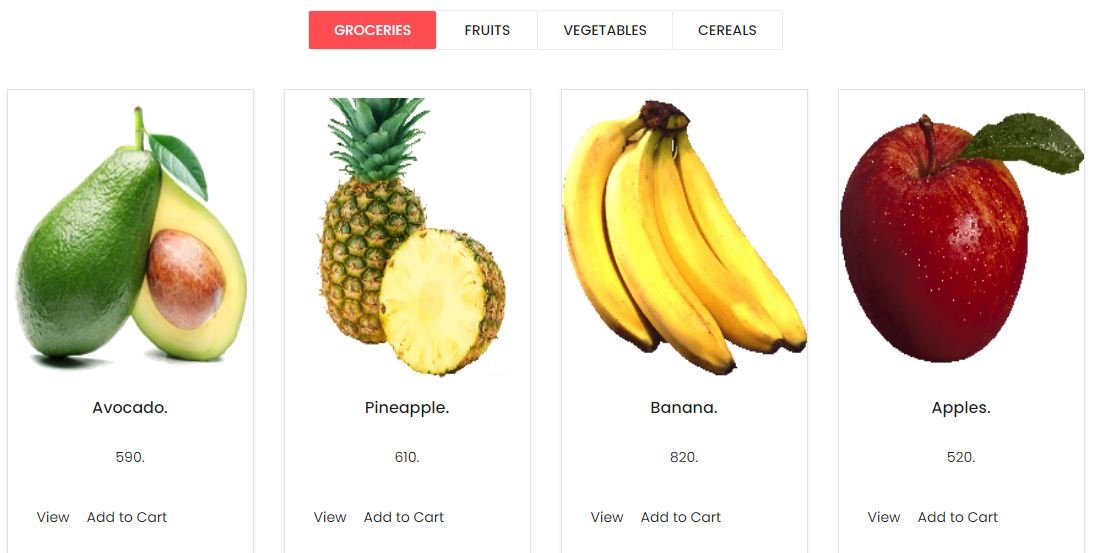 GROCERIES FRUITS VEGETABLES CEREALS
Avocado.
590.
View Add to Cart
Pineapple.
610.
View Add to Cart
Banana.
820.
View Add to Cart
Apples.
520.
View Add to Cart